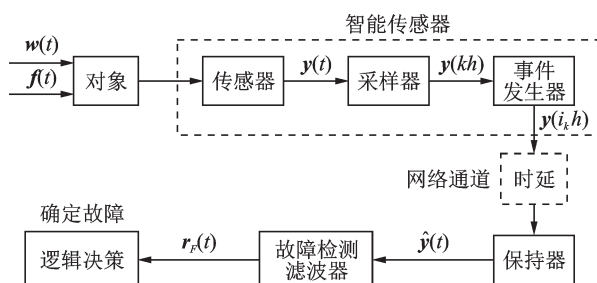 智能传感器
w(t)
f(t)
对象
传感器
y(t)
采样器
y(kh)
事件
发生器
y(iₖh)
网络通道
时延
确定故障
逻辑决策
r_F(t)
故障检测
滤波器
ŷ(t)
保持器